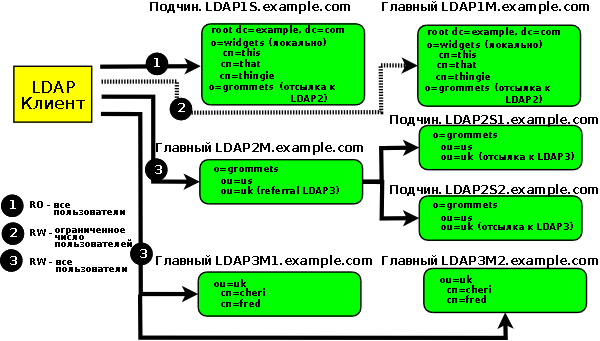 Подчин. LDAP1S.example.com
Главный LDAP1M.example.com
root dc=example, dc=com
o=widgets (локально)
cn=this
cn=that
cn=thingie
o=grommets (отсылка к
LDAP2)
root dc=example, dc=com
o=widgets (локально)
cn=this
cn=that
cn=thingie
o=grommets (отсылка к
LDAP2)
LDAP
Клиент
1
2
3
Главный LDAP2M.example.com
o=grommets
ou=us
ou=uk (referral LDAP3)
Подчин. LDAP2S1.example.com
o=grommets
ou=us
ou=uk (отсылка к LDAP3)
Подчин. LDAP2S2.example.com
o=grommets
ou=us
ou=uk (отсылка к LDAP3)
1 RO - все
пользователи
2 RW - ограниченное
число
пользователей
3 RW - все
пользователи
3
Главный LDAP3M1.example.com
ou=uk
cn=cheri
cn=fred
Главный LDAP3M2.example.com
ou=uk
cn=cheri
cn=fred